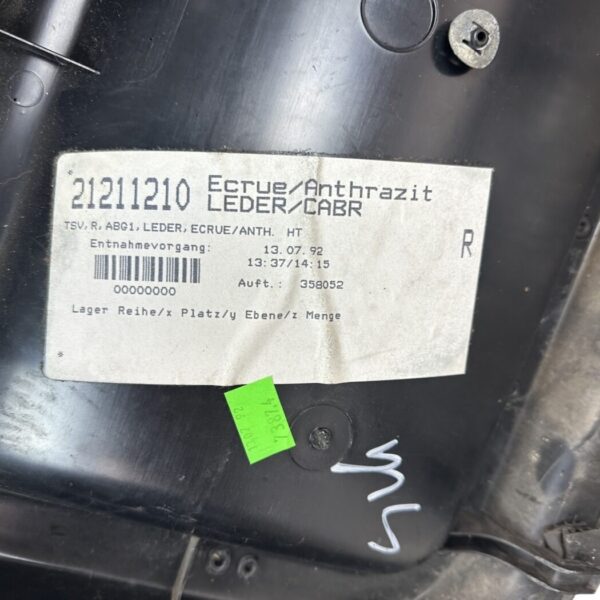 *
21211210 Ecrue/Anthrazit
LEDER/CABR
TSV,R,ABG1,LEDER,ECRUE/ANTH. HT
R
Entnahmevorgang: 13.07.92
13:37/14:15
00000000 Auft.: 358052
Lager Reihe/x Platz/y Ebene/z Menge
*